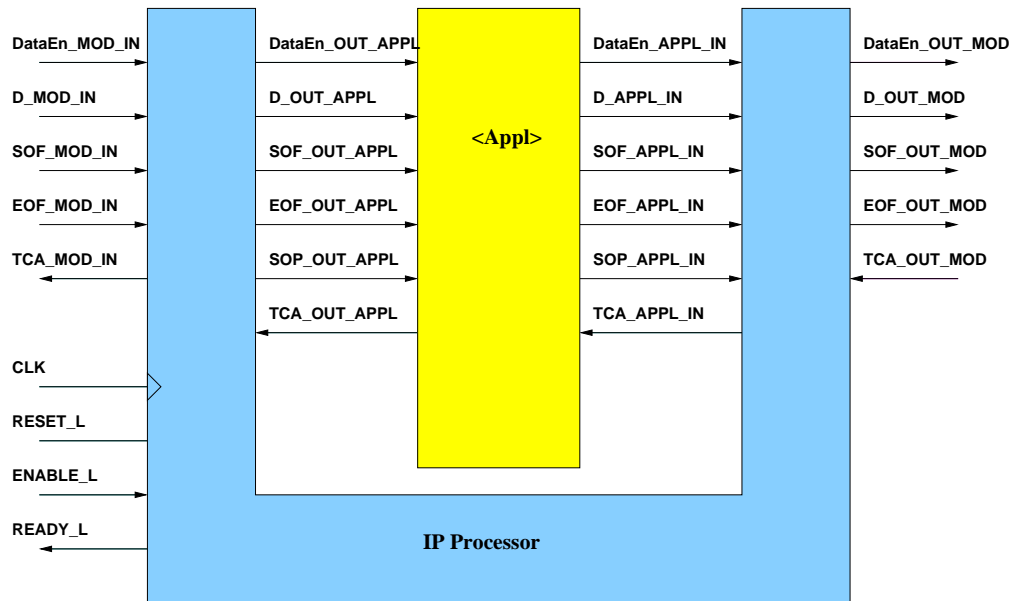 DataEn_MOD_IN DataEn_OUT_APPL DataEn_APPL_IN DataEn_OUT_MOD
D_MOD_IN D_OUT_APPL D_APPL_IN D_OUT_MOD
<Appl>
SOF_MOD_IN SOF_OUT_APPL SOF_APPL_IN SOF_OUT_MOD
EOF_MOD_IN EOF_OUT_APPL EOF_APPL_IN EOF_OUT_MOD
TCA_MOD_IN SOP_OUT_APPL SOP_APPL_IN TCA_OUT_MOD
TCA_OUT_APPL TCA_APPL_IN
CLK
RESET_L
ENABLE_L
READY_L
IP Processor